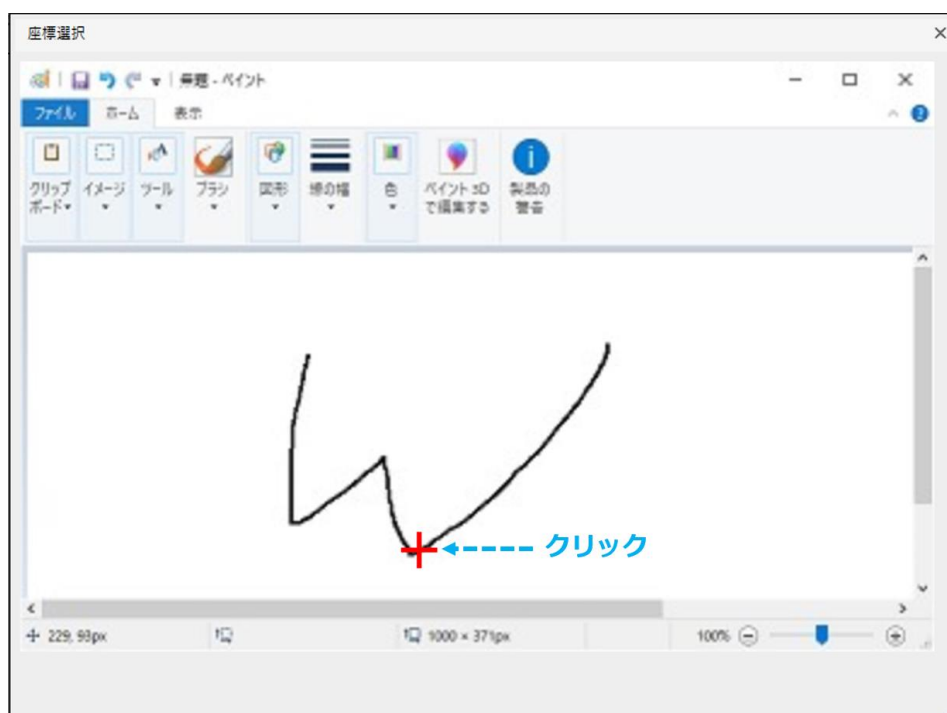 座標選択
無題 - ペイント
ファイル ホーム 表示
クリップボード イメージ ツール ブラシ 図形 線の幅 色 ペイント 3D で編集する 製品の警告
W
クリック
229, 93px 1000 × 371px 100%